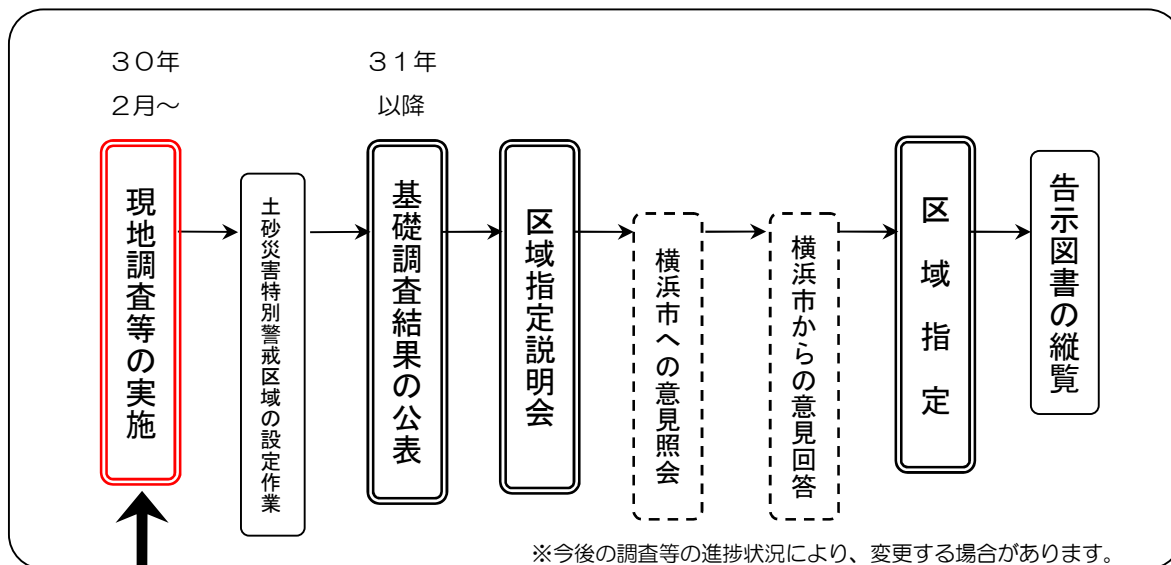 ３０年
２月～
３１年
以降
現地調査等の実施
土砂災害特別警戒区域の設定作業
基礎調査結果の公表
区域指定説明会
横浜市への意見照会
横浜市からの意見回答
区域指定
告示図書の縦覧
※今後の調査等の進捗状況により、変更する場合があります。